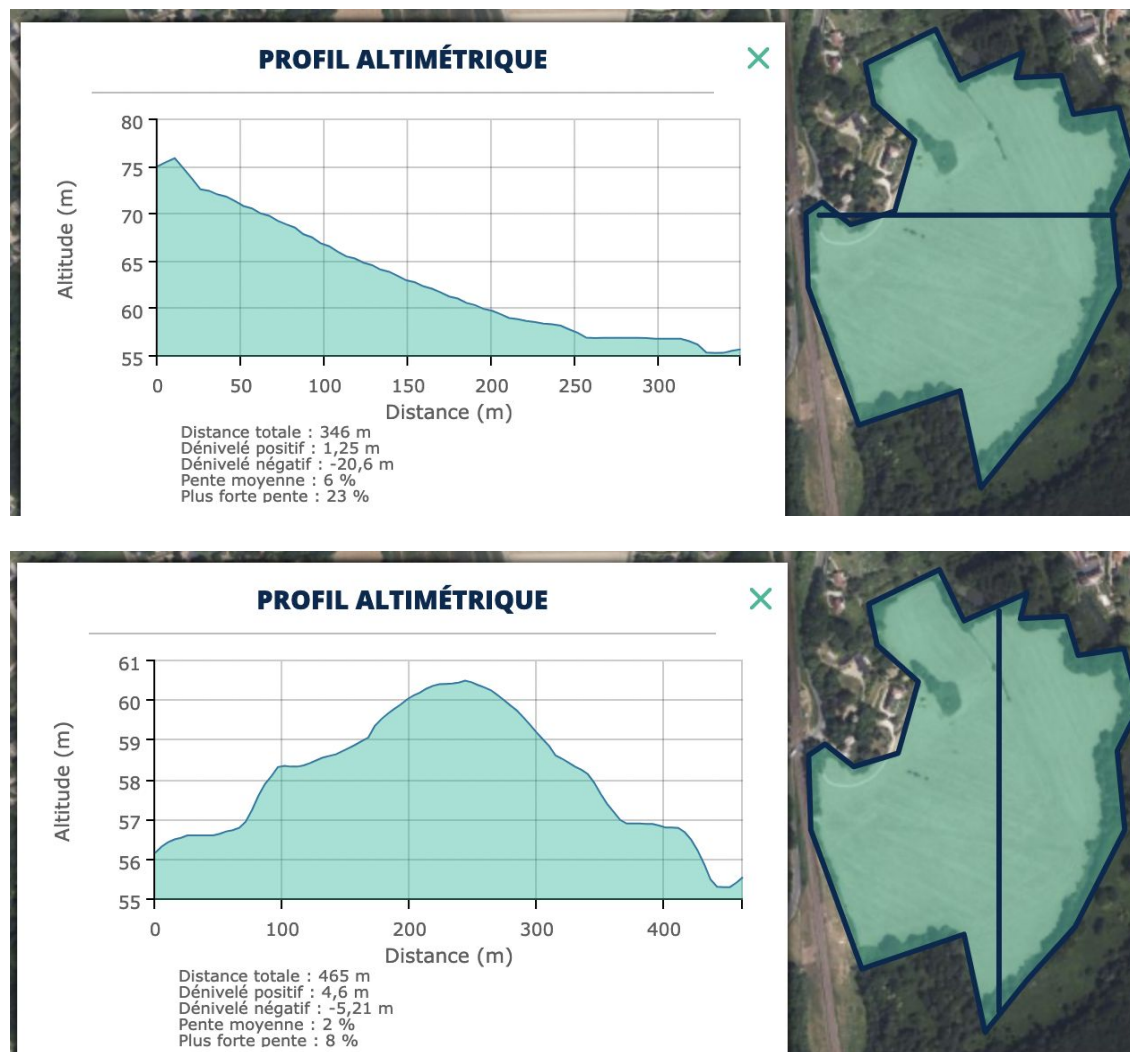 PROFIL ALTIMÉTRIQUE
80
75
70
65
60
55
Altitude (m)
0 50 100 150 200 250 300
Distance (m)
Distance totale : 346 m
Dénivelé positif : 1,25 m
Dénivelé négatif : -20,6 m
Pente moyenne : 6 %
Plus forte pente : 23 %
PROFIL ALTIMÉTRIQUE
61
60
59
58
57
56
55
Altitude (m)
0 100 200 300 400
Distance (m)
Distance totale : 465 m
Dénivelé positif : 4,6 m
Dénivelé négatif : -5,21 m
Pente moyenne : 2 %
Plus forte pente : 8 %